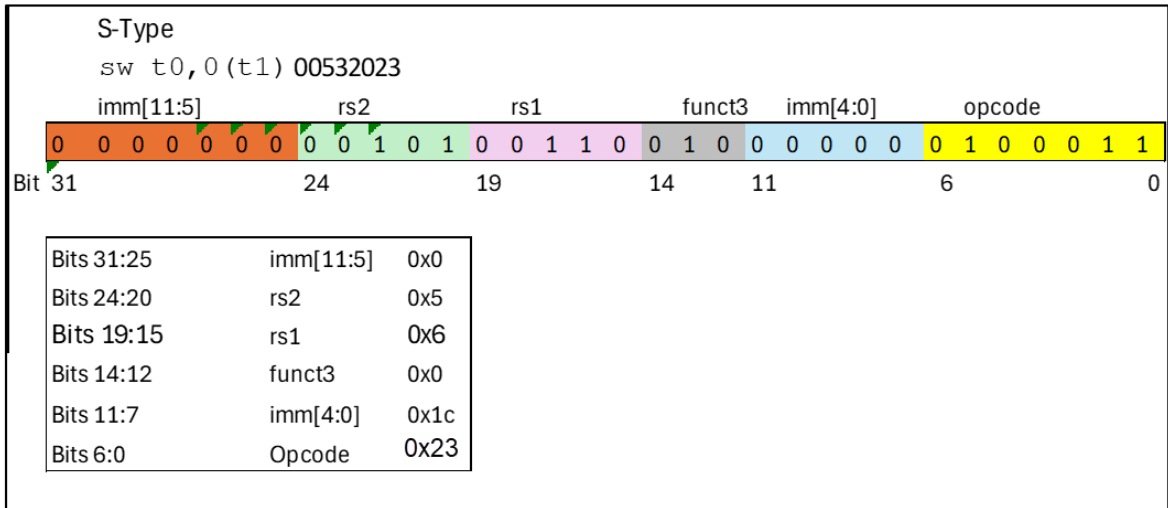 S-Type
sw t0,0(t1) 00532023
imm[11:5] rs2 rs1 funct3 imm[4:0] opcode
0 0 0 0 0 0 0 0 0 1 0 1 0 0 1 1 0 0 1 0 0 0 0 0 0 0 1 0 0 0 1 1
Bit 31 24 19 14 11 6 0
Bits 31:25 imm[11:5] 0x0
Bits 24:20 rs2 0x5
Bits 19:15 rs1 0x6
Bits 14:12 funct3 0x0
Bits 11:7 imm[4:0] 0x1c
Bits 6:0 Opcode 0x23